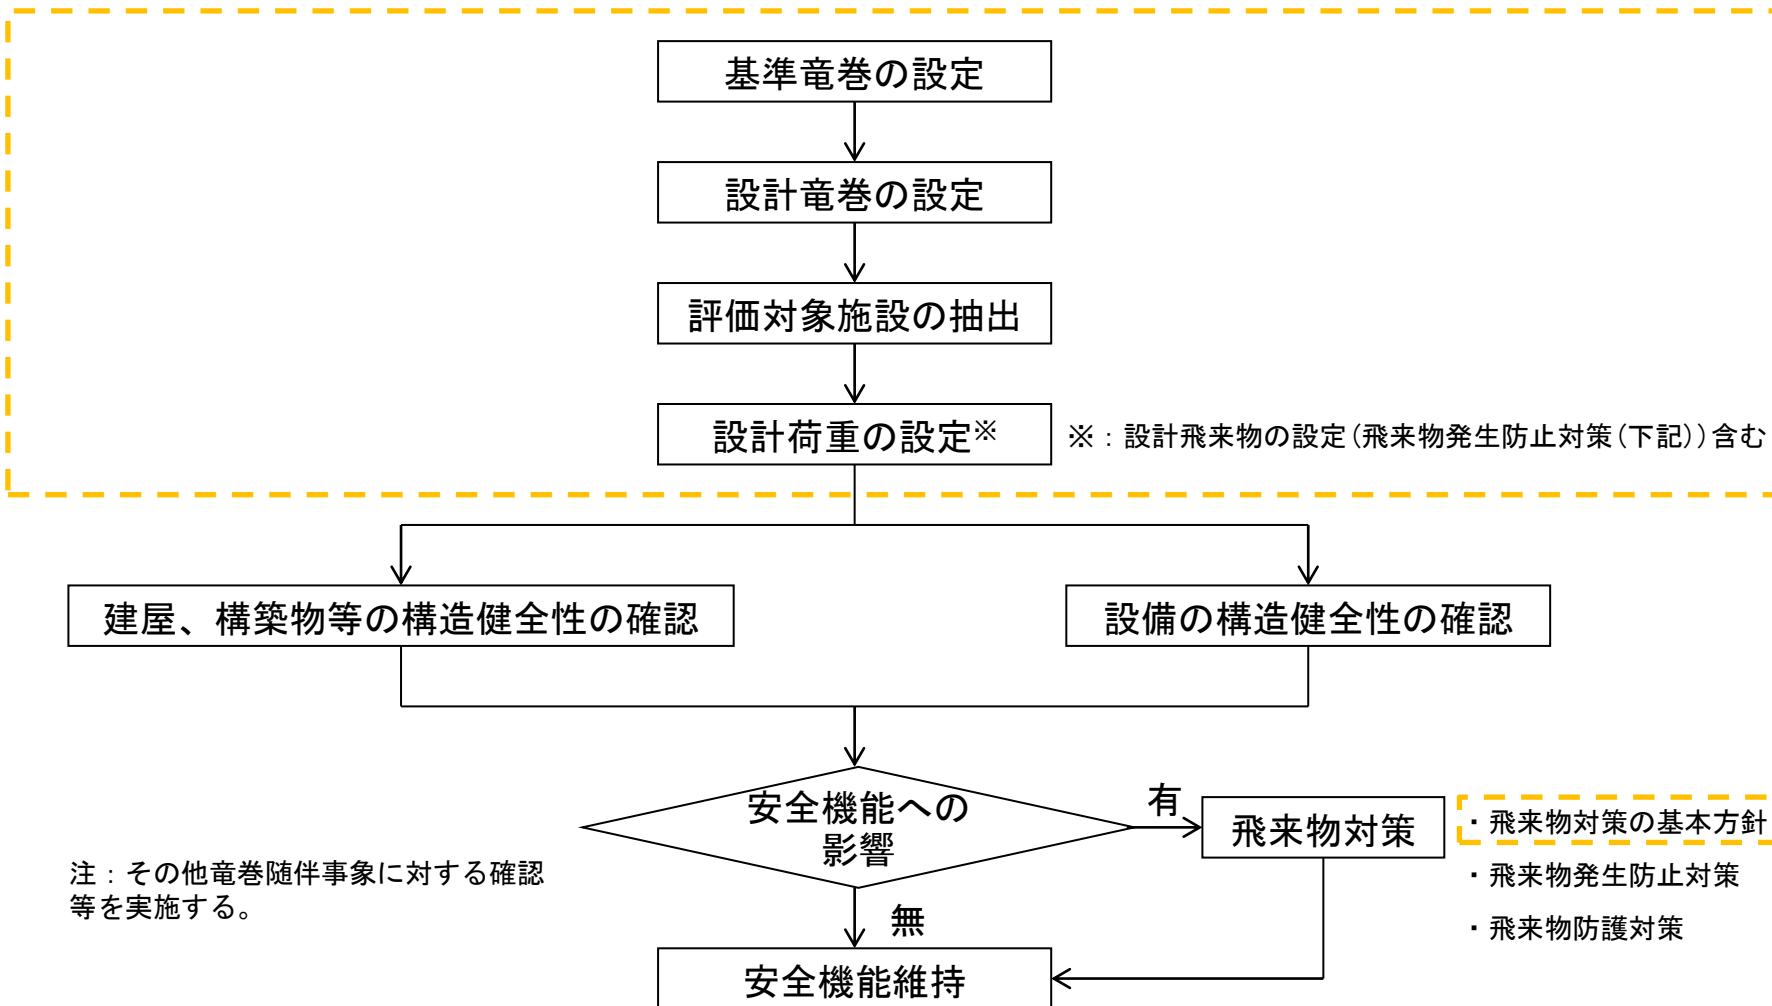 基準竜巻の設定
設計竜巻の設定
評価対象施設の抽出
設計荷重の設定※
※：設計飛来物の設定(飛来物発生防止対策(下記))含む
建屋、構築物等の構造健全性の確認
設備の構造健全性の確認
安全機能への
影響
有
飛来物対策
・飛来物対策の基本方針
・飛来物発生防止対策
・飛来物防護対策
注：その他竜巻随伴事象に対する確認
等を実施する。
無
安全機能維持